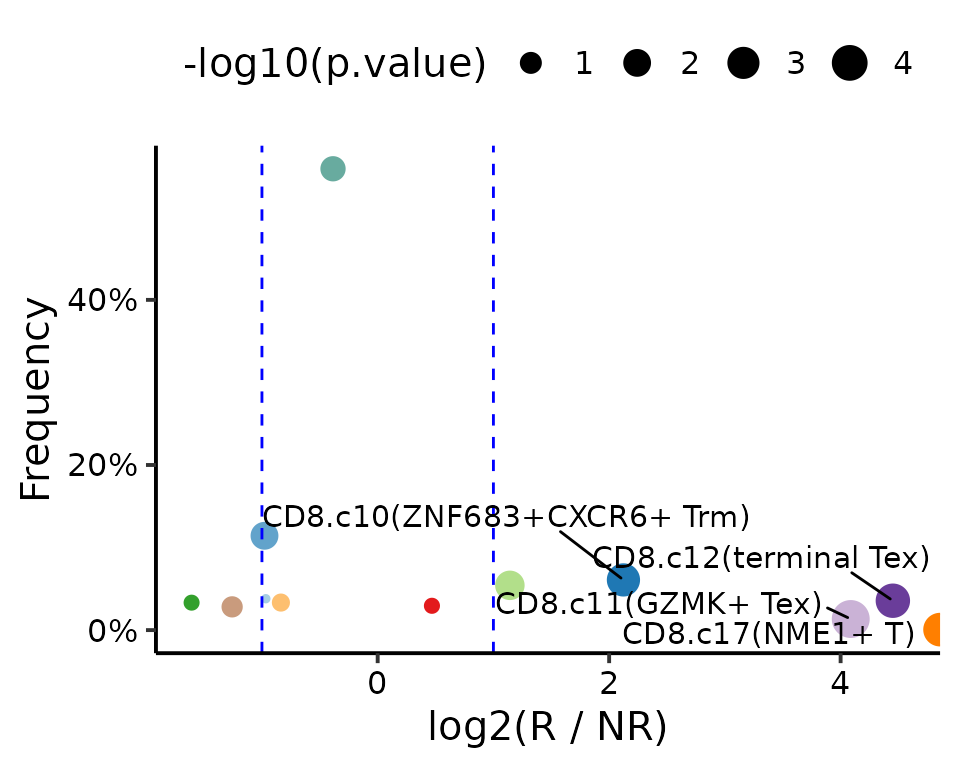 -log10(p.value) 1 2 3 4
Frequency
40%
20%
0%
CD8.c10(ZNF683+CXCR6+ Trm)
CD8.c12(terminal Tex)
CD8.c11(GZMK+ Tex)
CD8.c17(NME1+ T)
0 2 4
log2(R / NR)